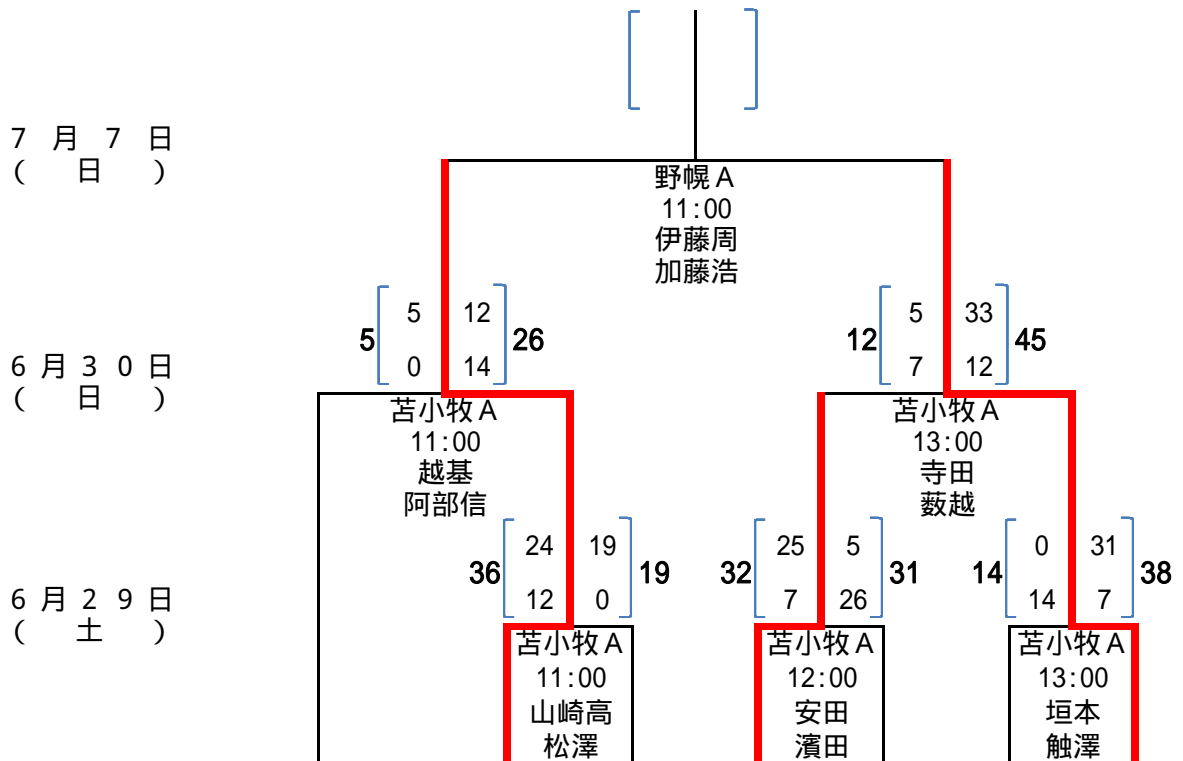 7月7日
(日)
野幌A
11:00
伊藤周
加藤浩
5 12
5 26
0 14
5 33
12 45
7 12
6月30日
(日)
苫小牧A
11:00
越基
阿部信
苫小牧A
13:00
寺田
薮越
24 19
36 19
12 0
25 5
32 31
7 26
0 31
14 38
14 7
6月29日
(土)
苫小牧A
11:00
山崎高
松澤
苫小牧A
12:00
安田
濱田
苫小牧A
13:00
垣本
触澤